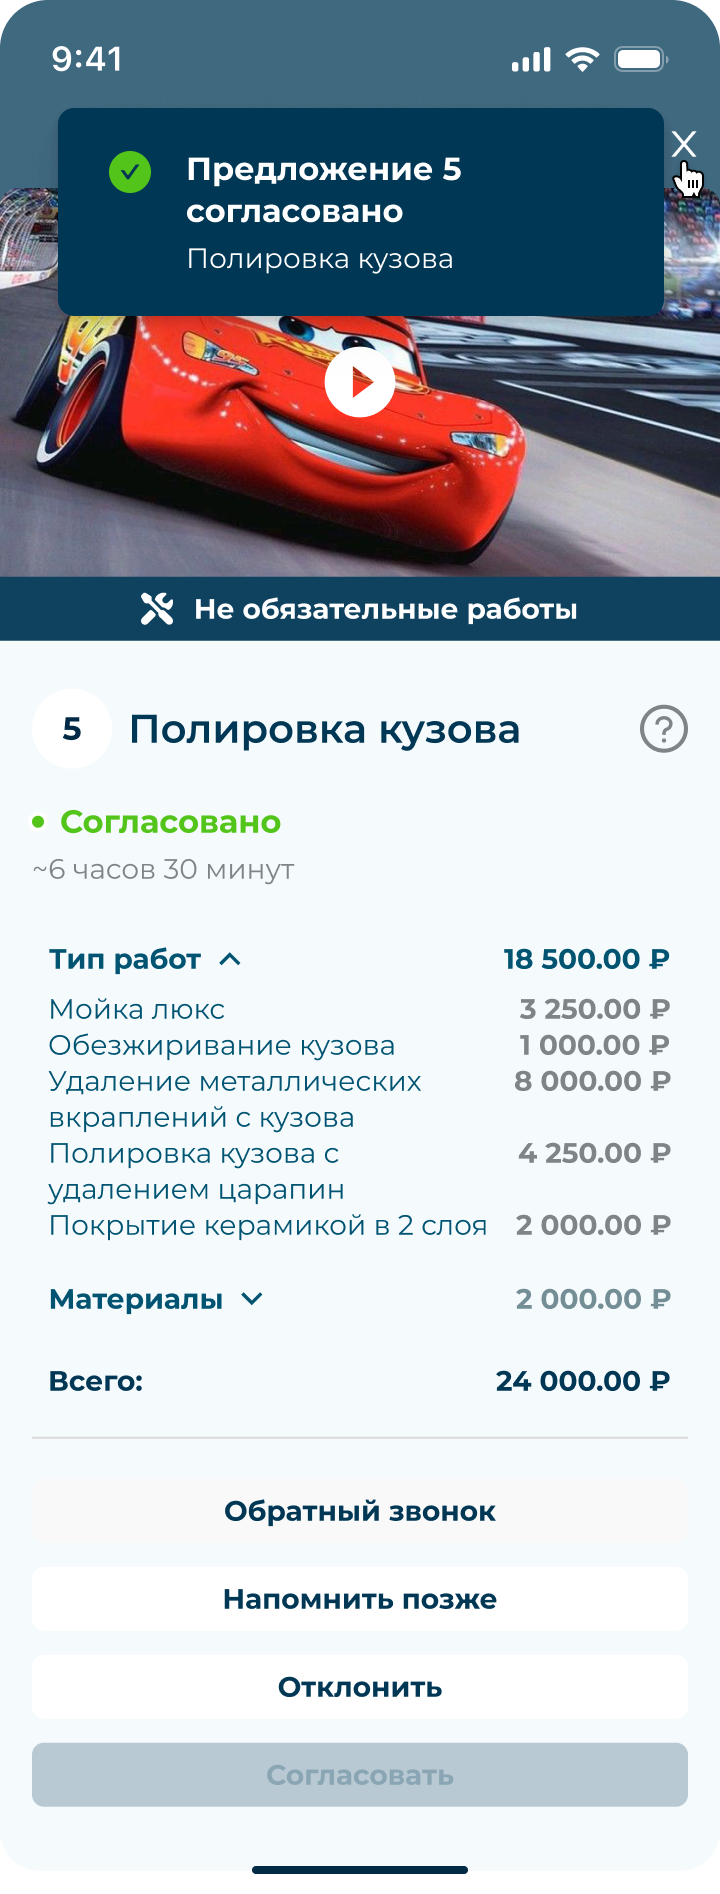 9:41
Предложение 5
согласовано
Полировка кузова
Не обязательные работы
5 Полировка кузова ?
Согласовано
~6 часов 30 минут
Тип работ 18 500.00 ₽
Мойка люкс 3 250.00 ₽
Обезжиривание кузова 1 000.00 ₽
Удаление металлических 8 000.00 ₽
вкраплений с кузова
Полировка кузова с 4 250.00 ₽
удалением царапин
Покрытие керамикой в 2 слоя 2 000.00 ₽
Материалы 2 000.00 ₽
Всего: 24 000.00 ₽
Обратный звонок
Напомнить позже
Отклонить
Согласовать